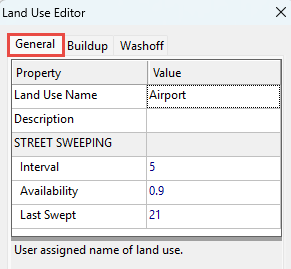 Land Use Editor
General Buildup Washoff
Property Value
Land Use Name Airport
Description
STREET SWEEPING
Interval 5
Availability 0.9
Last Swept 21
User assigned name of land use.